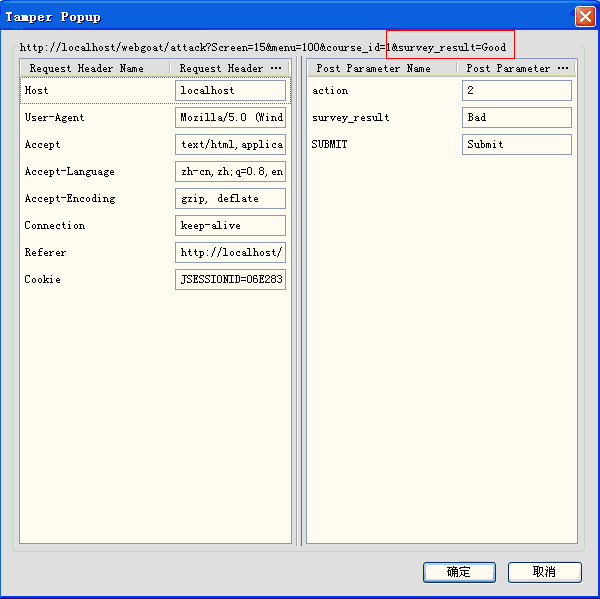 Tamper Popup
http://localhost/webgoat/attack?Screen=15&menu=100&course_id=1&survey_result=Good
Request Header Name Request Header ···
Host localhost
User-Agent Mozilla/5.0 (Wind
Accept text/html,applica
Accept-Language zh-cn,zh;q=0.8,en
Accept-Encoding gzip, deflate
Connection keep-alive
Referer http://localhost/
Cookie JSESSIONID=06E283
Post Parameter Name Post Parameter ···
action 2
survey_result Bad
SUBMIT Submit
确定 取消